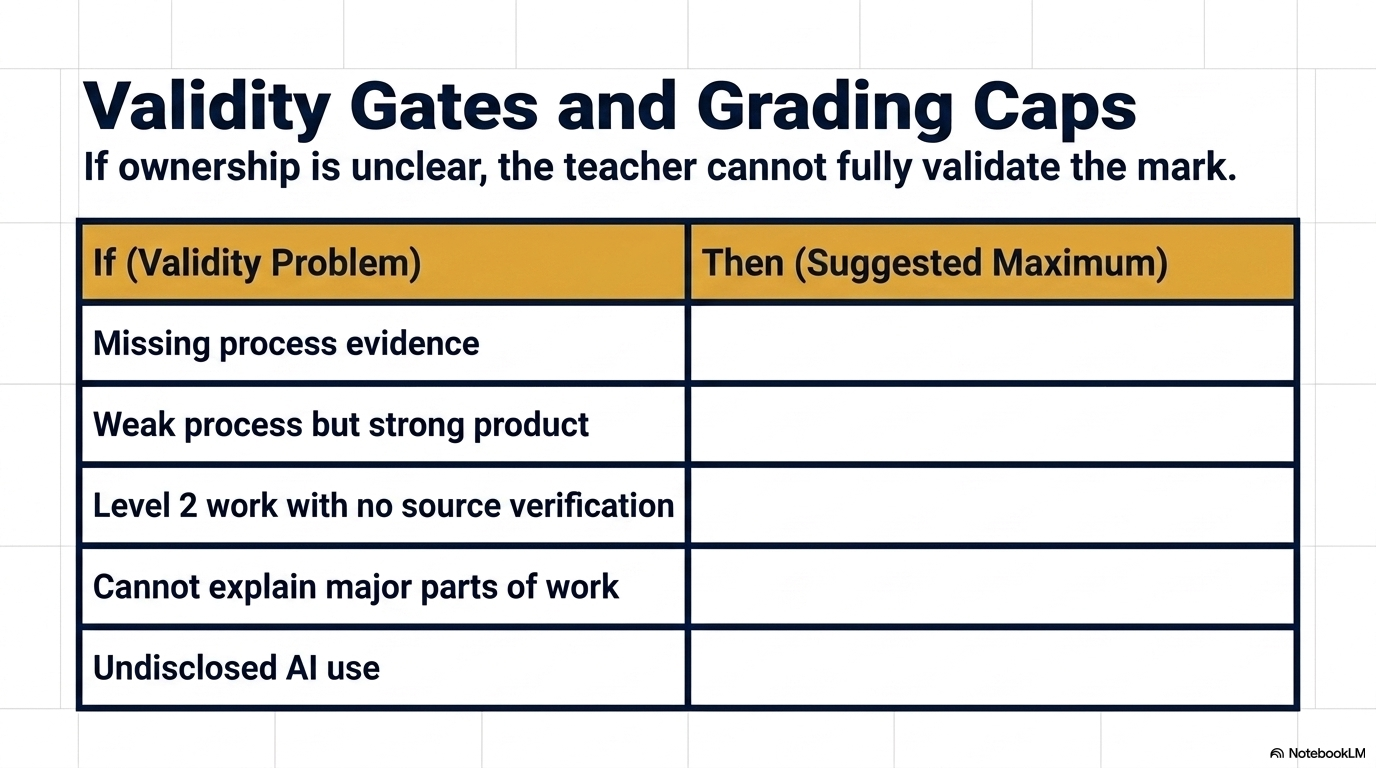 Validity Gates and Grading Caps
If ownership is unclear, the teacher cannot fully validate the mark.
If (Validity Problem)
Then (Suggested Maximum)
Missing process evidence
Weak process but strong product
Level 2 work with no source verification
Cannot explain major parts of work
Undisclosed AI use
NotebookLM